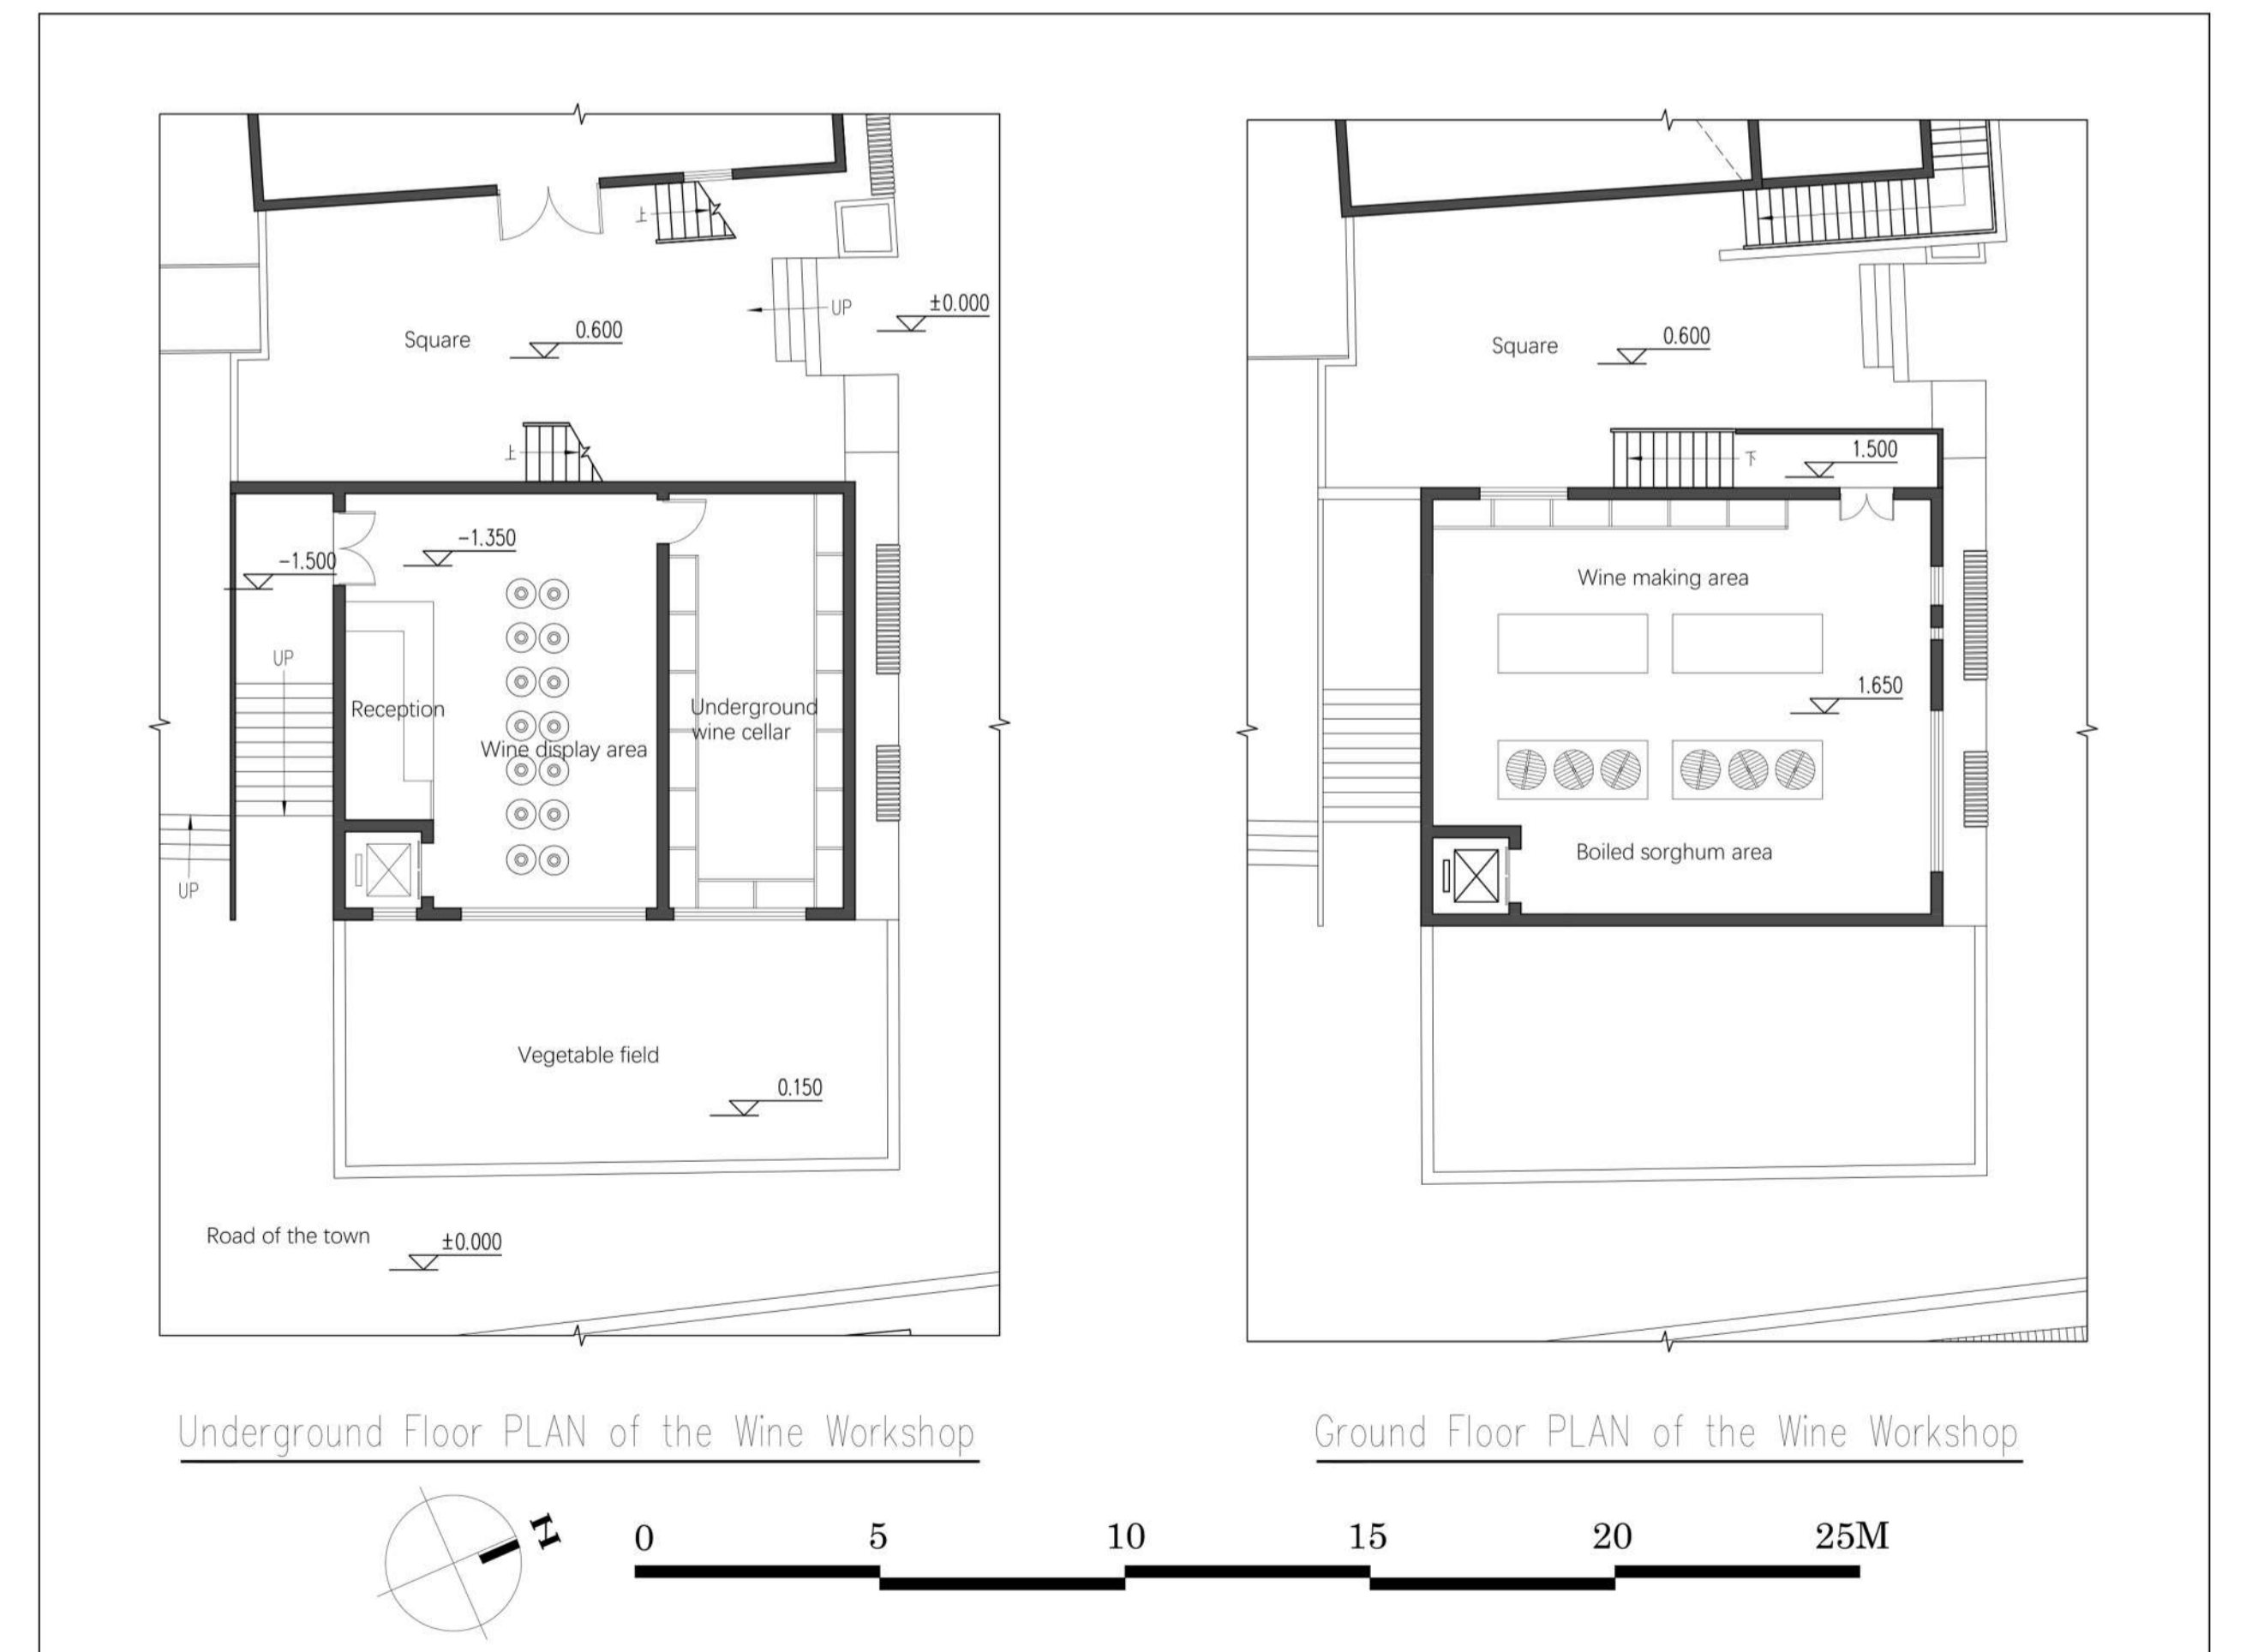 上
UP
±0.000
Square
0.600
上
-1.350
-1.500
UP
Reception
Underground
wine cellar
Wine display area
UP
Vegetable field
0.150
Road of the town
±0.000
Underground Floor PLAN of the Wine Workshop
Square
0.600
下
1.500
Wine making area
1.650
Boiled sorghum area
Ground Floor PLAN of the Wine Workshop
N
0 5 10 15 20 25M